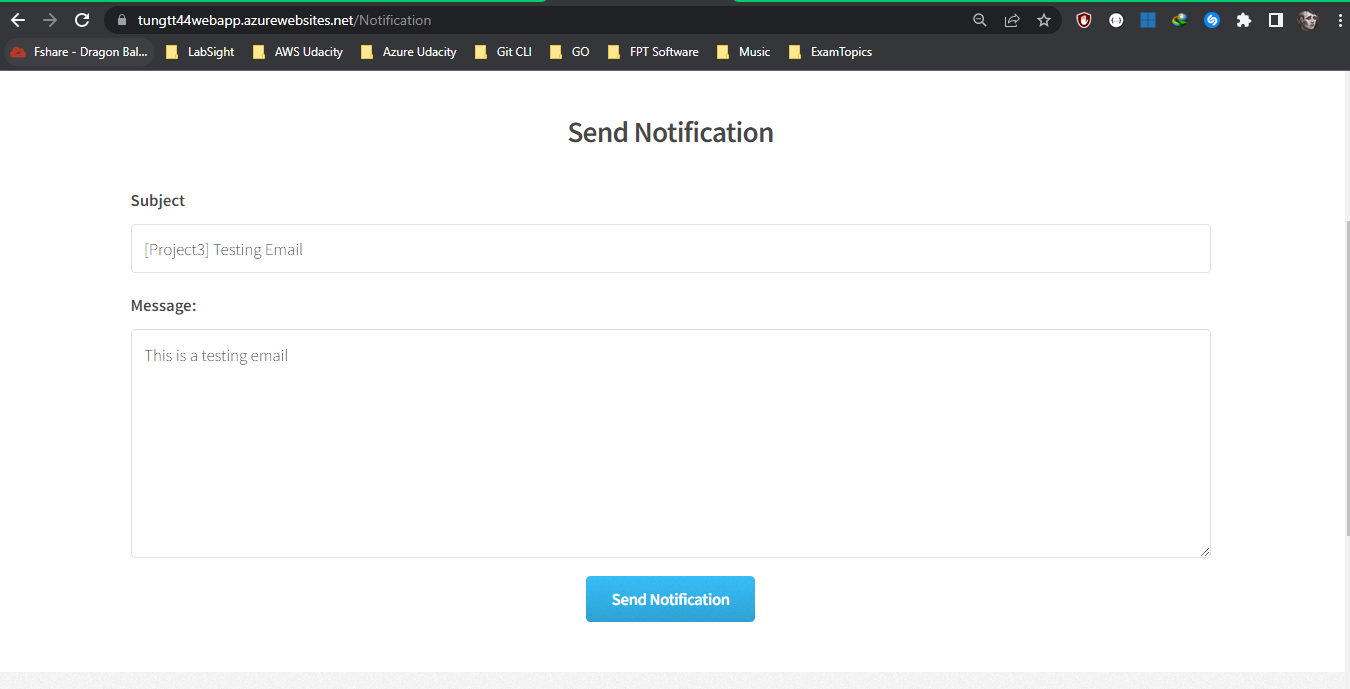 tungtt44webapp.azurewebsites.net/Notification
Fshare - Dragon Bal... LabSight AWS Udacity Azure Udacity Git CLI GO FPT Software Music ExamTopics
Send Notification
Subject
[Project3] Testing Email
Message:
This is a testing email
Send Notification